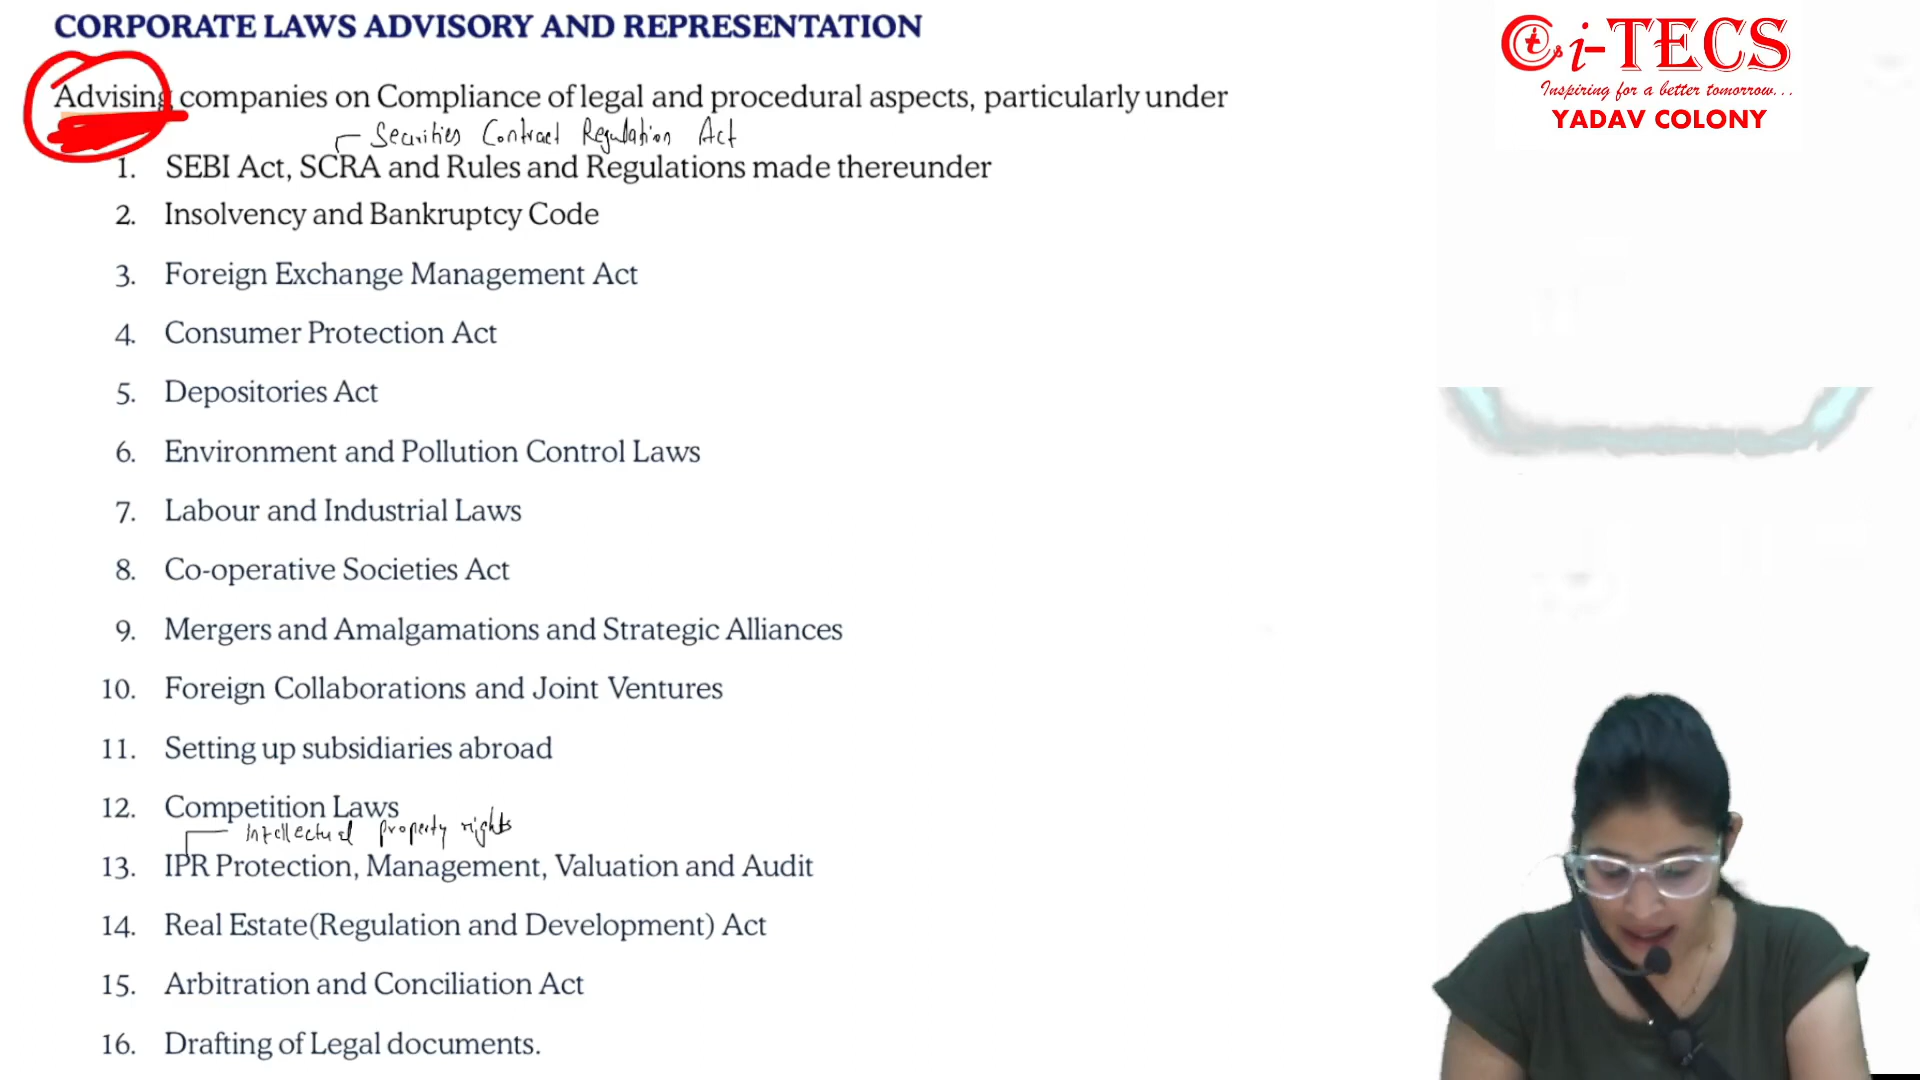 CORPORATE LAWS ADVISORY AND REPRESENTATION
Advising companies on Compliance of legal and procedural aspects, particularly under
Securities Contract Regulation Act
1. SEBI Act, SCRA and Rules and Regulations made thereunder
2. Insolvency and Bankruptcy Code
3. Foreign Exchange Management Act
4. Consumer Protection Act
5. Depositories Act
6. Environment and Pollution Control Laws
7. Labour and Industrial Laws
8. Co-operative Societies Act
9. Mergers and Amalgamations and Strategic Alliances
10. Foreign Collaborations and Joint Ventures
11. Setting up subsidiaries abroad
12. Competition Laws
Intellectual property rights
13. IPR Protection, Management, Valuation and Audit
14. Real Estate(Regulation and Development) Act
15. Arbitration and Conciliation Act
16. Drafting of Legal documents.
i-TECS
Inspiring for a better tomorrow...
YADAV COLONY